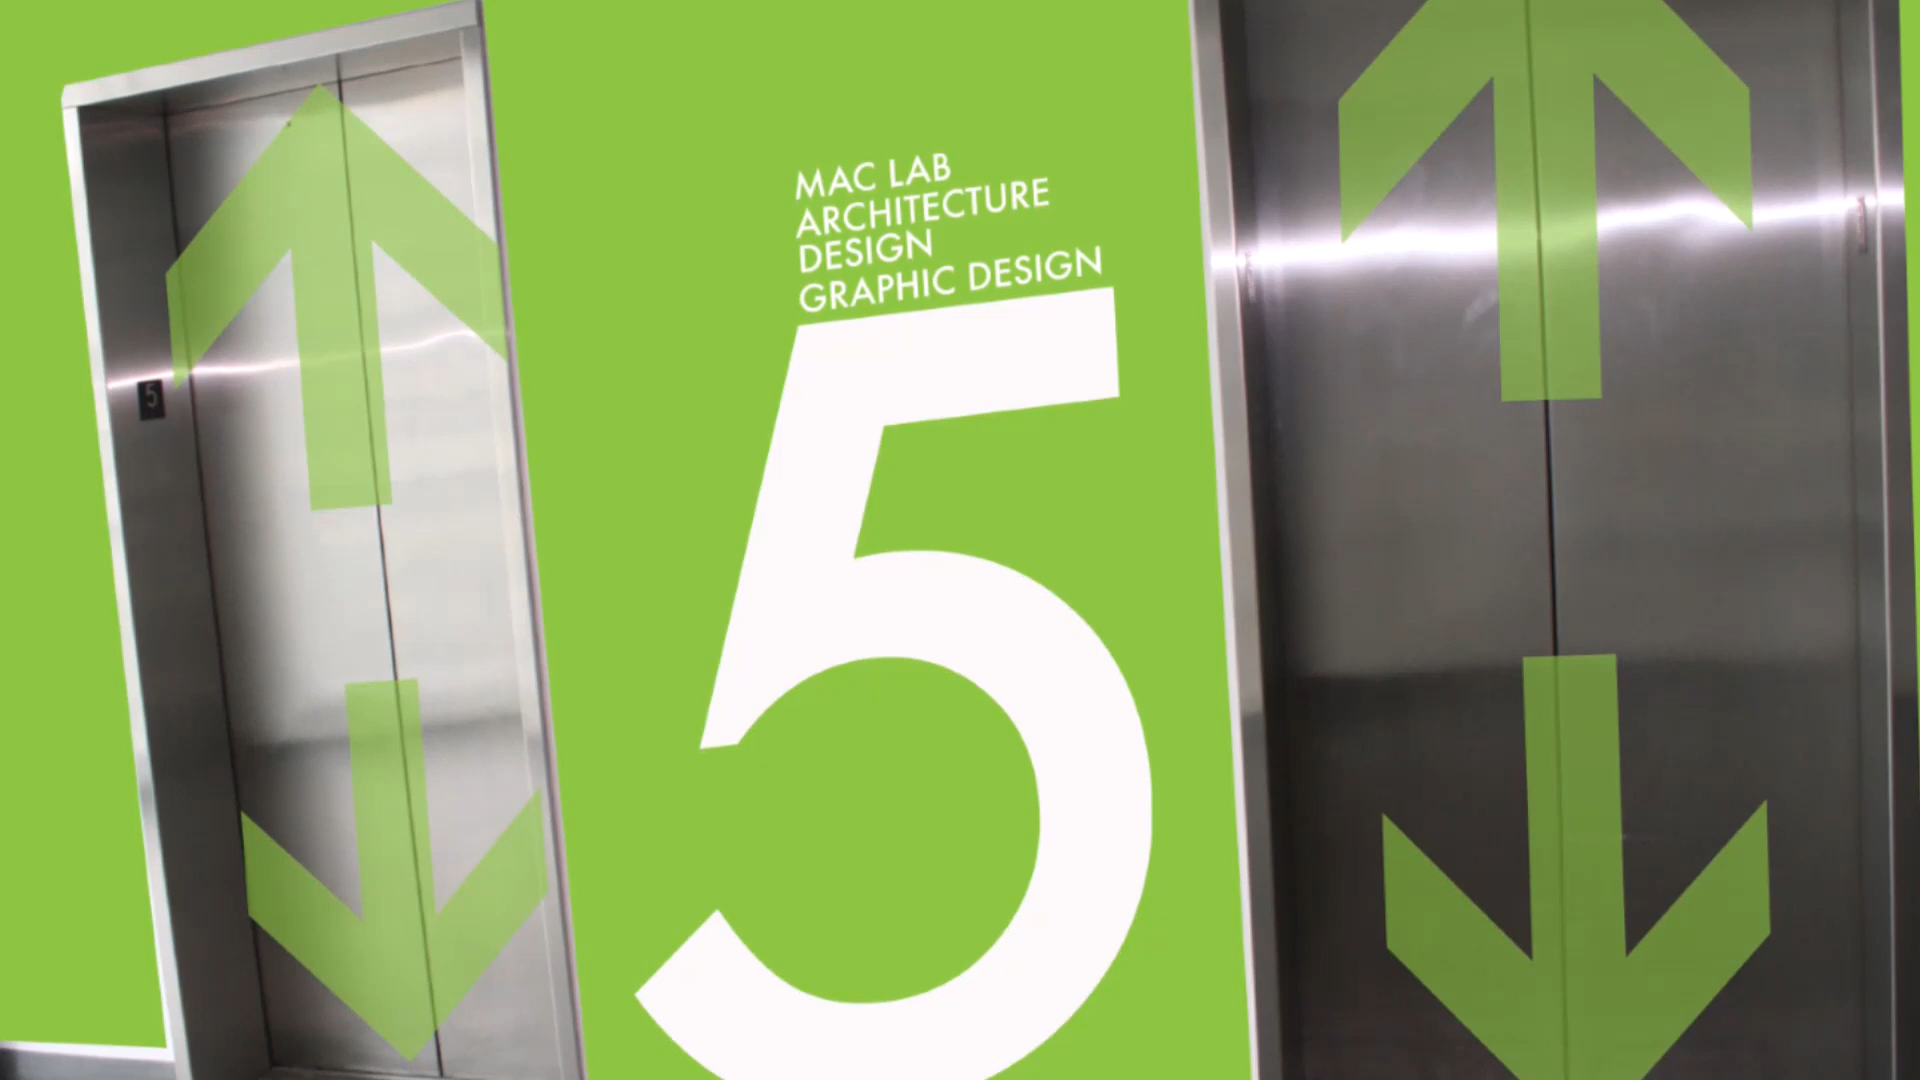 MAC LAB
ARCHITECTURE
DESIGN
GRAPHIC DESIGN
5
5